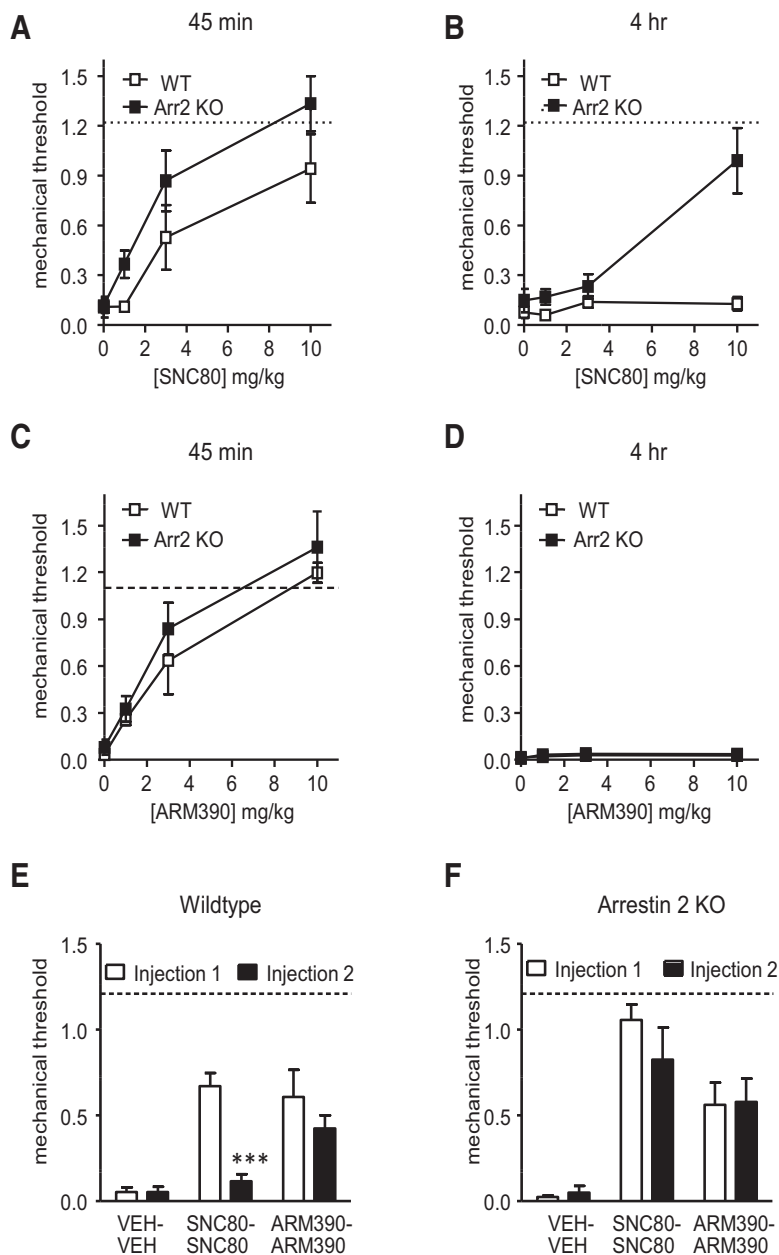 A
45 min
mechanical threshold
1.5
1.2
0.9
0.6
0.3
0.0
WT
Arr2 KO
0 2 4 6 8 10
[SNC80] mg/kg
B
4 hr
mechanical threshold
1.5
1.2
0.9
0.6
0.3
0.0
WT
Arr2 KO
0 2 4 6 8 10
[SNC80] mg/kg
C
45 min
mechanical threshold
1.5
1.2
0.9
0.6
0.3
0.0
WT
Arr2 KO
0 2 4 6 8 10
[ARM390] mg/kg
D
4 hr
mechanical threshold
1.5
1.2
0.9
0.6
0.3
0.0
WT
Arr2 KO
0 2 4 6 8 10
[ARM390] mg/kg
E
Wildtype
mechanical threshold
1.5
1.0
0.5
0.0
Injection 1 Injection 2
***
VEH- SNC80- ARM390-
VEH SNC80 ARM390
F
Arrestin 2 KO
mechanical threshold
1.5
1.0
0.5
0.0
Injection 1 Injection 2
VEH- SNC80- ARM390-
VEH SNC80 ARM390